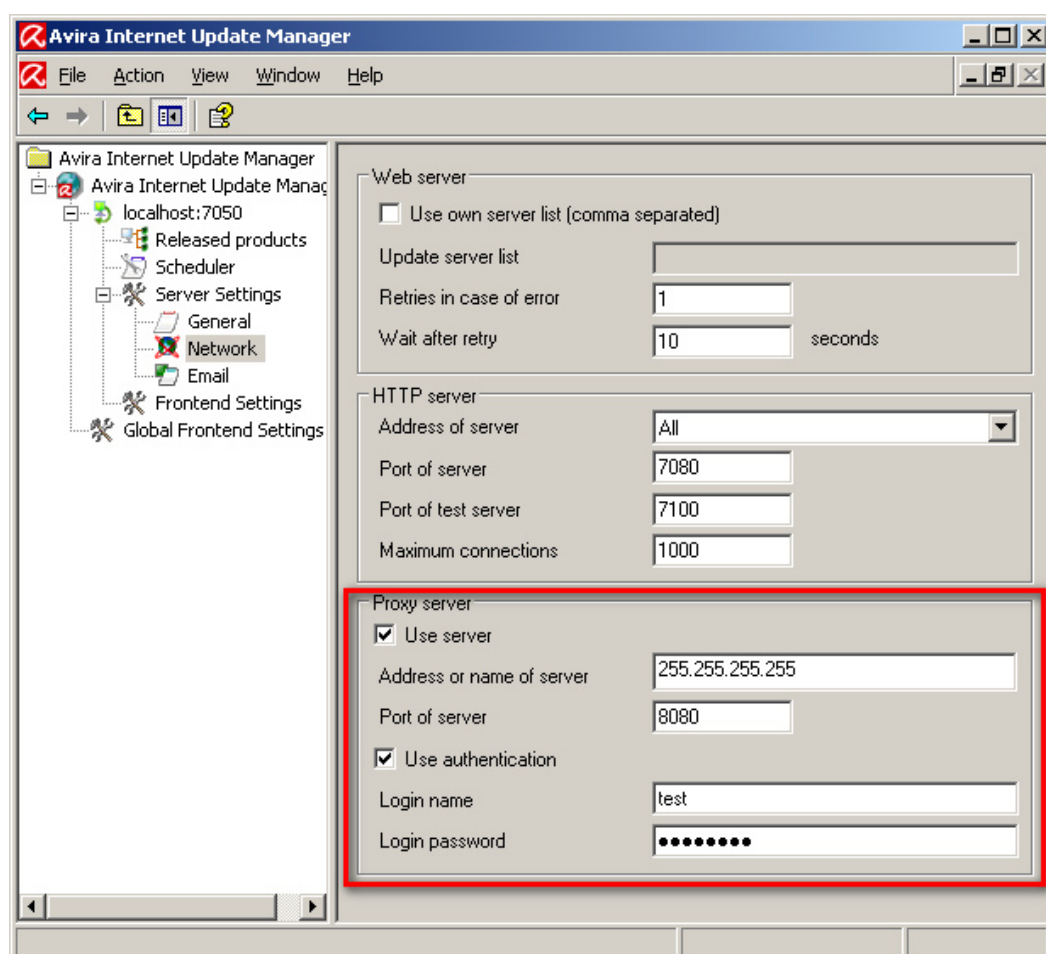 Avira Internet Update Manager
File Action View Window Help
Avira Internet Update Manager
Avira Internet Update Manag
localhost:7050
Released products
Scheduler
Server Settings
General
Network
Email
Frontend Settings
Global Frontend Settings
Web server
Use own server list (comma separated)
Update server list
Retries in case of error 1
Wait after retry 10 seconds
HTTP server
Address of server All
Port of server 7080
Port of test server 7100
Maximum connections 1000
Proxy server
Use server
Address or name of server 255.255.255.255
Port of server 8080
Use authentication
Login name test
Login password ●●●●●●●●